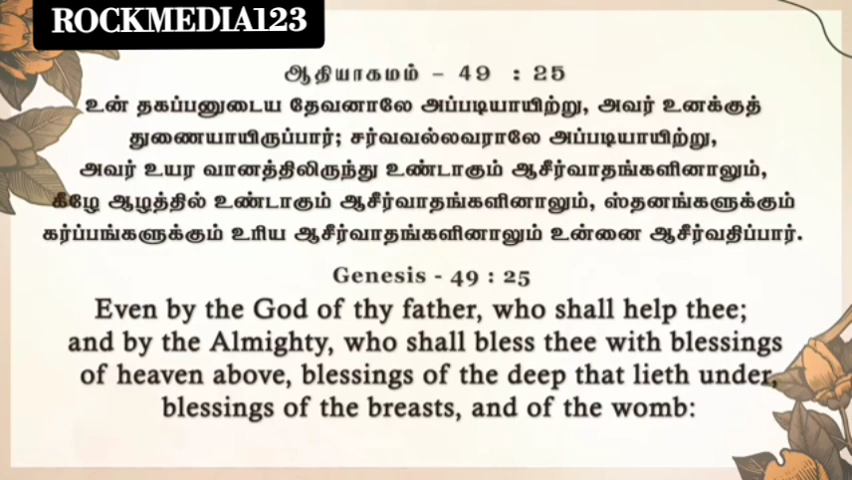 ROCKMEDIA123
ஆதியாகமம் - 49 : 25
உன் தகப்பனுடைய தேவனாலே அப்படியாயிற்று, அவர் உனக்குத்
துணையாயிருப்பார்; சர்வவல்லவராலே அப்படியாயிற்று,
அவர் உயர வானத்திலிருந்து உண்டாகும் ஆசீர்வாதங்களினாலும்,
கீழே ஆழத்தில் உண்டாகும் ஆசீர்வாதங்களினாலும், ஸ்தனங்களுக்கும்
கர்ப்பங்களுக்கும் உரிய ஆசீர்வாதங்களினாலும் உன்னை ஆசீர்வதிப்பார்.
Genesis - 49 : 25
Even by the God of thy father, who shall help thee;
and by the Almighty, who shall bless thee with blessings
of heaven above, blessings of the deep that lieth under,
blessings of the breasts, and of the womb: